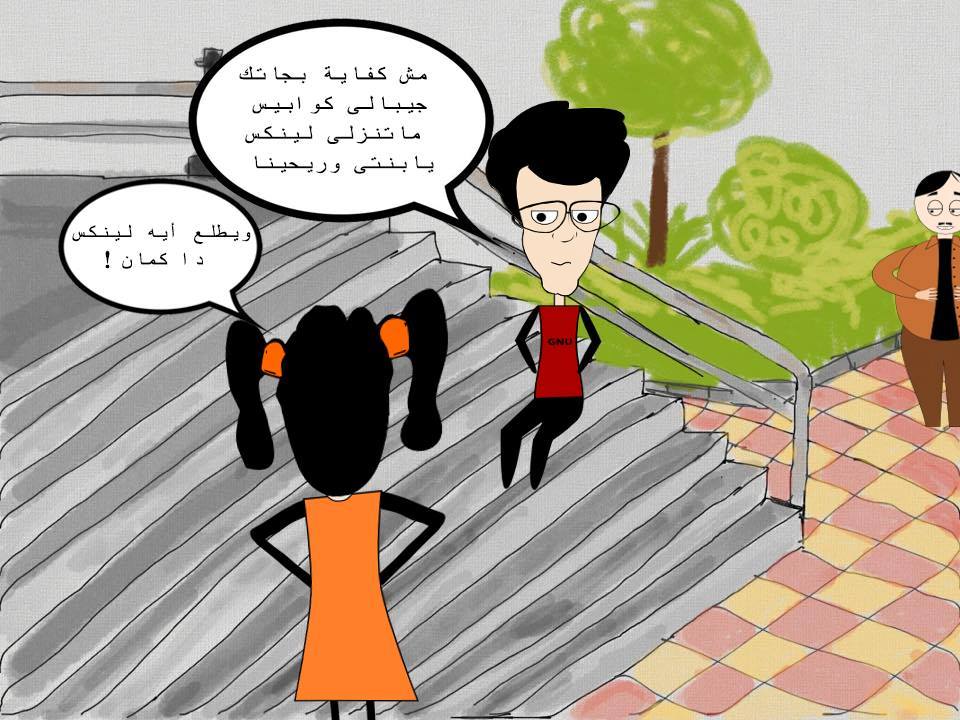 مش كفاية بجاتك
جيبالى كوابيس
ماتنزلى لينكس
يابنتى وريحينا
ويطلع أيه لينكس
دا كمان !
GNU